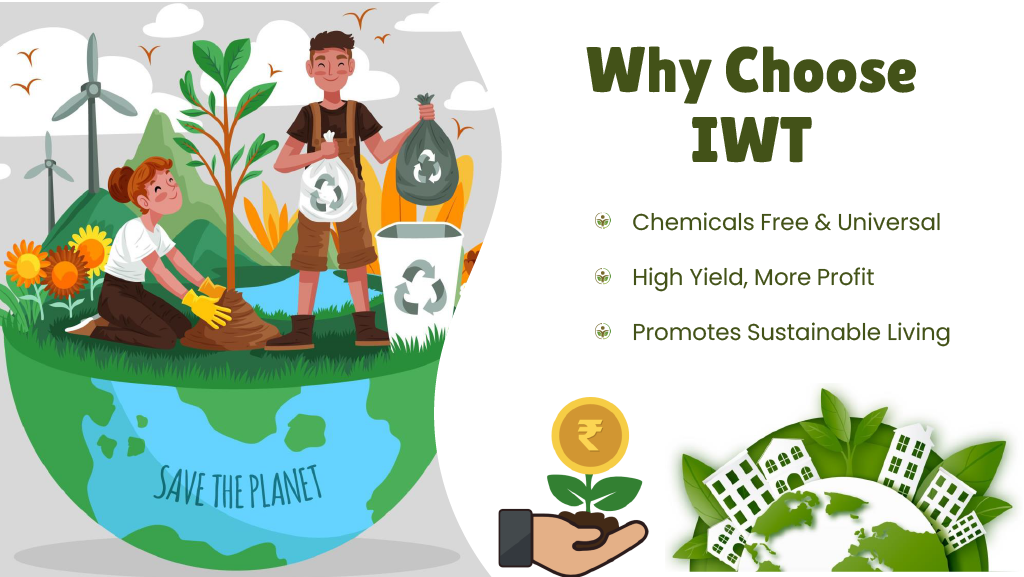 Why Choose
IWT
Chemicals Free & Universal
High Yield, More Profit
Promotes Sustainable Living
SAVE THE PLANET
₹